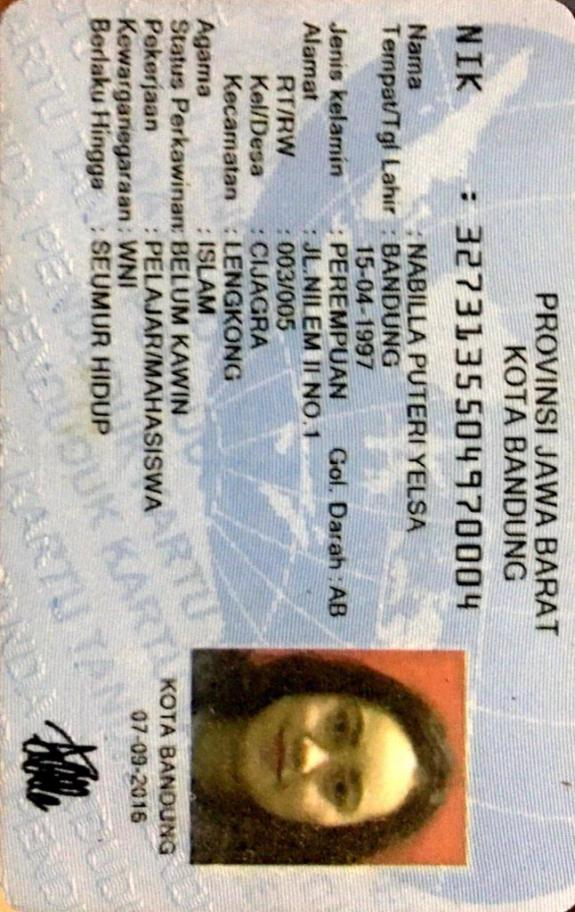 PROVINSI JAWA BARAT
KOTA BANDUNG
NIK : 3273135504970004
Nama : NABILLA PUTERI YELSA
Tempat/Tgl Lahir : BANDUNG
15-04-1997
Jenis kelamin : PEREMPUAN Gol. Darah : AB
Alamat : JL.NILEM II NO.1
RT/RW : 003/005
Kel/Desa : CIJAGRA
Kecamatan : LENGKONG
Agama : ISLAM
Status Perkawinan: BELUM KAWIN
Pekerjaan : PELAJAR/MAHASISWA
Kewarganegaraan : WNI
Berlaku Hingga : SEUMUR HIDUP
KOTA BANDUNG
07-09-2016